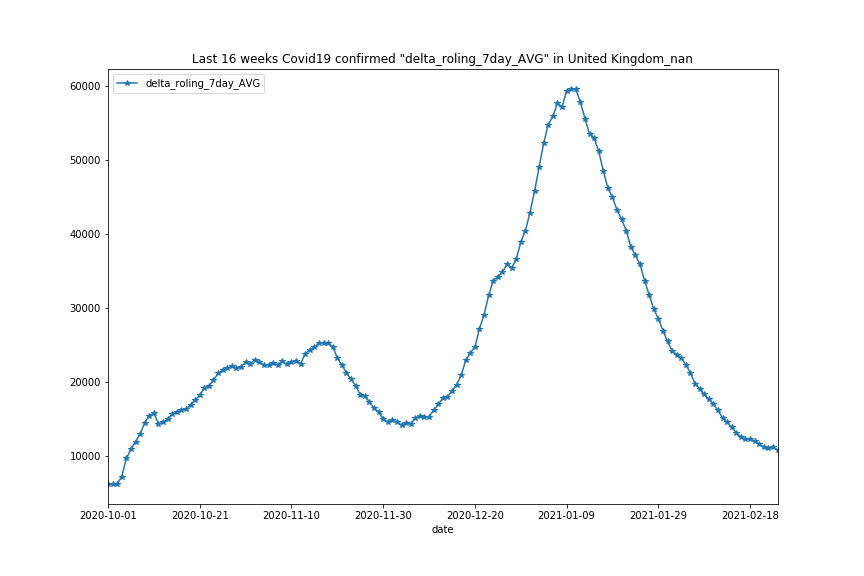 Last 16 weeks Covid19 confirmed "delta_roling_7day_AVG" in United Kingdom_nan
delta_roling_7day_AVG
60000
50000
40000
30000
20000
10000
2020-10-01 2020-10-21 2020-11-10 2020-11-30 2020-12-20 2021-01-09 2021-01-29 2021-02-18
date